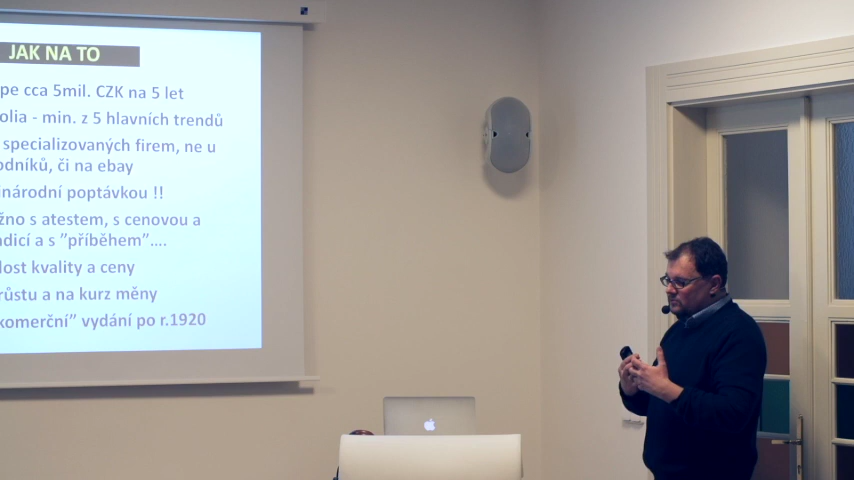 JAK NA TO
pe cca 5mil. CZK na 5 let
olia - min. z 5 hlavních trendů
specializovaných firem, ne u
odníků, či na ebay
inárodní poptávkou !!
žno s atestem, s cenovou a
dicí a s ”příběhem”....
lost kvality a ceny
růstu a na kurz měny
komerční” vydání po r.1920